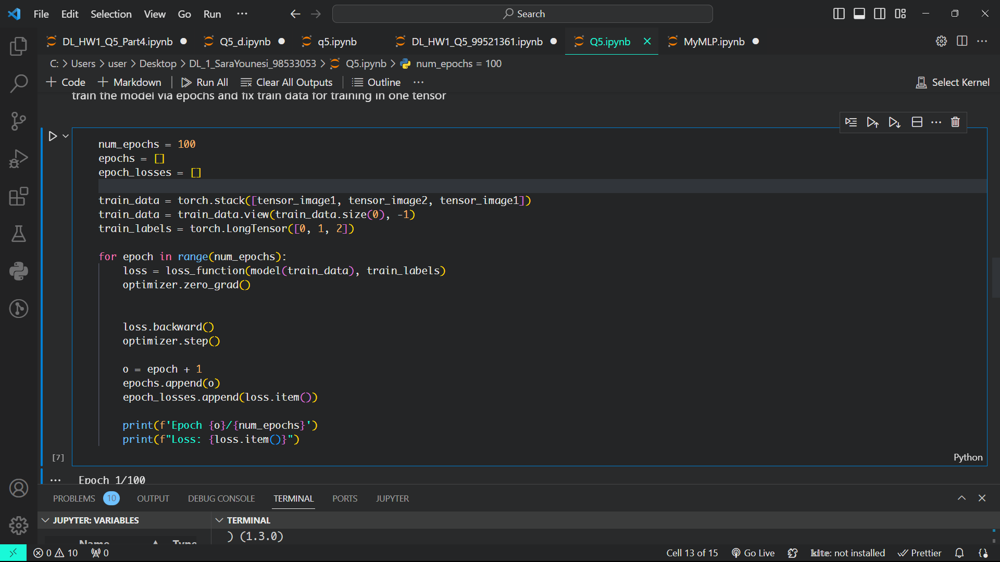 File Edit Selection View Go Run ··· Search
DL_HW1_Q5_Part4.ipynb Q5_d.ipynb q5.ipynb DL_HW1_Q5_99521361.ipynb Q5.ipynb MyMLP.ipynb
C: > Users > user > Desktop > DL_1_SaraYounesi_98533053 > Q5.ipynb > num_epochs = 100
+ Code + Markdown | Run All Clear All Outputs | Outline ··· Select Kernel
train the model via epochs and fix train data for training in one tensor
num_epochs = 100
epochs = []
epoch_losses = []
train_data = torch.stack([tensor_image1, tensor_image2, tensor_image1])
train_data = train_data.view(train_data.size(0), -1)
train_labels = torch.LongTensor([0, 1, 2])
for epoch in range(num_epochs):
    loss = loss_function(model(train_data), train_labels)
    optimizer.zero_grad()
    loss.backward()
    optimizer.step()
    o = epoch + 1
    epochs.append(o)
    epoch_losses.append(loss.item())
    print(f'Epoch {o}/{num_epochs}')
    print(f"Loss: {loss.item()}")
[7] Python
··· Epoch 1/100
PROBLEMS 10 OUTPUT DEBUG CONSOLE TERMINAL PORTS JUPYTER
JUPYTER: VARIABLES TERMINAL
Name Type ) (1.3.0)
0 10 0 Cell 13 of 15 Go Live kite: not installed Prettier